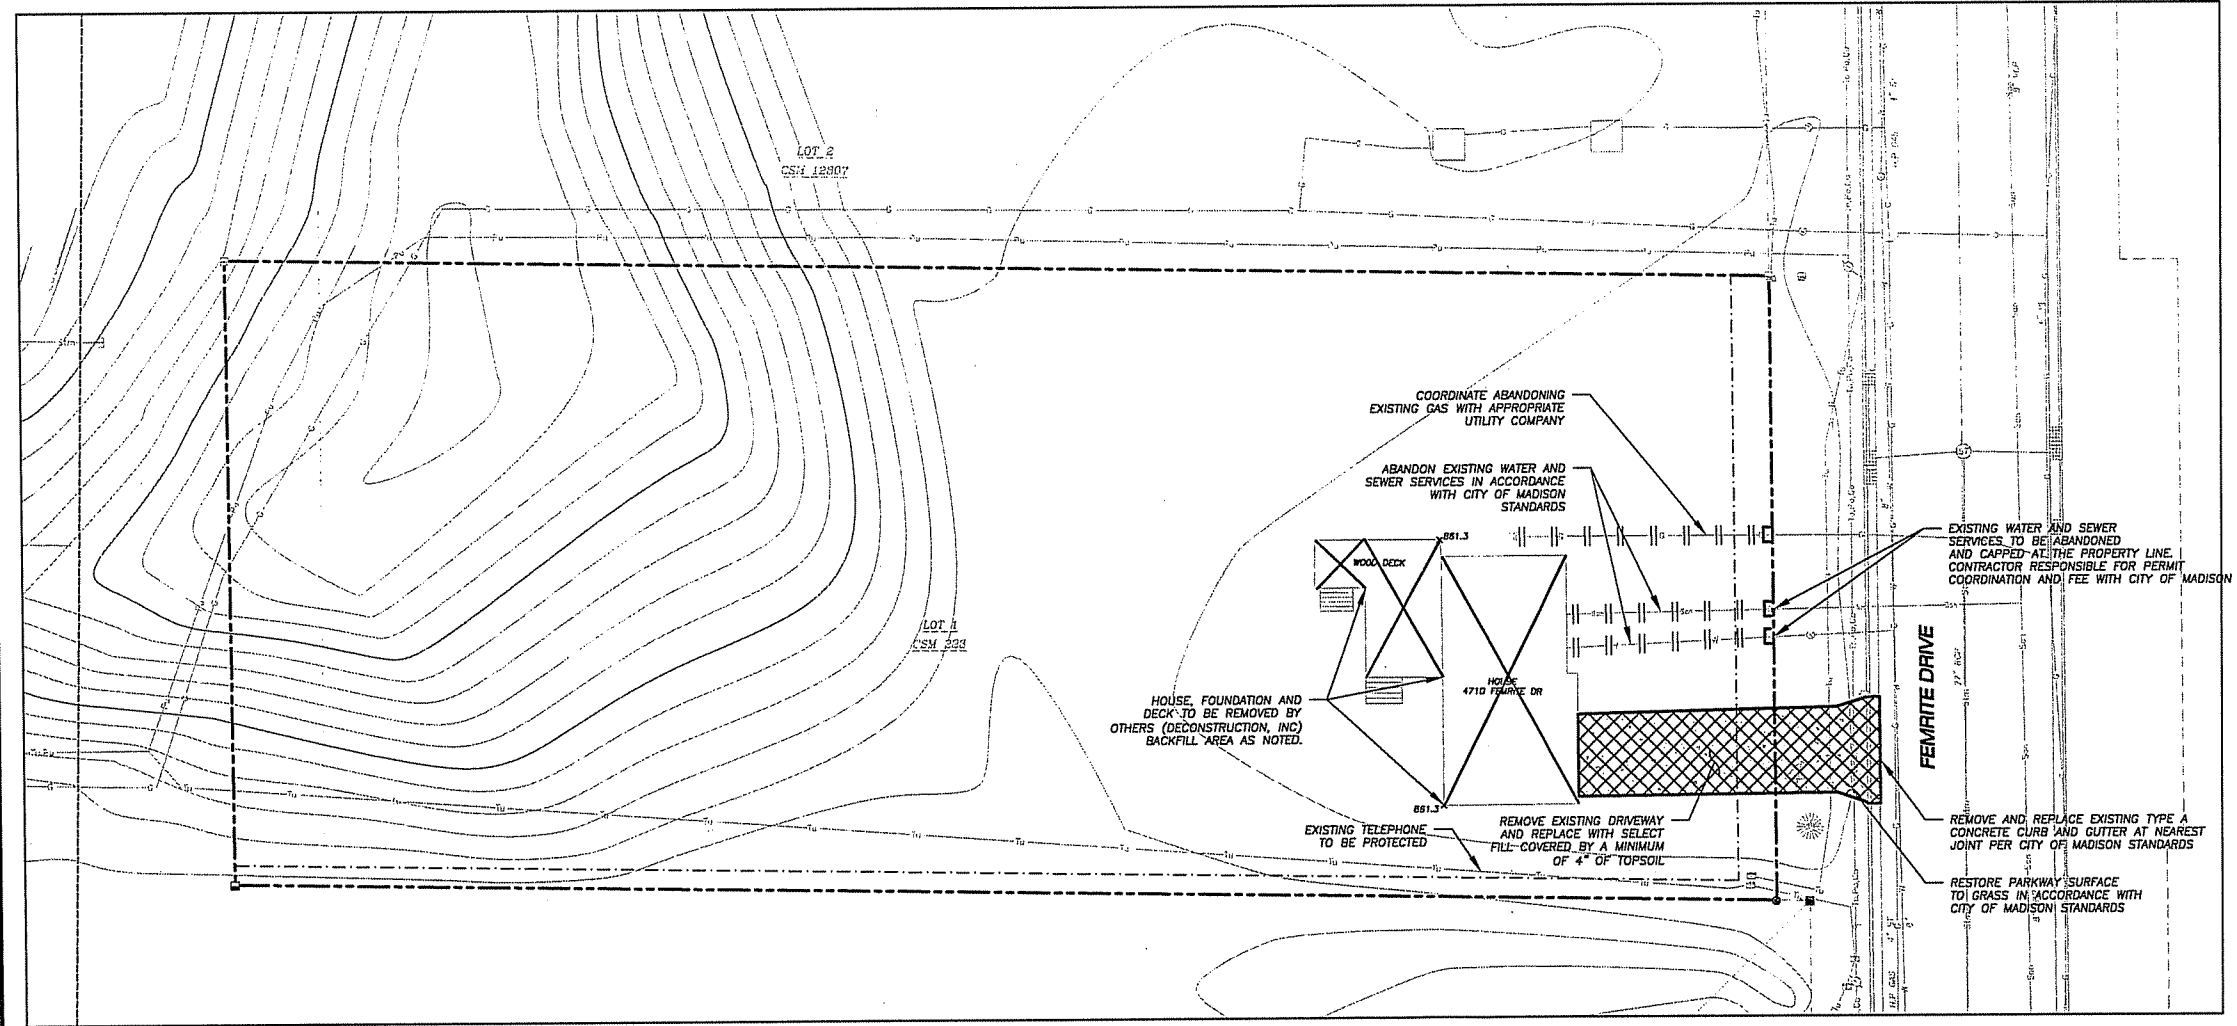 LOT 2
CSM 12807
COORDINATE ABANDONING
EXISTING GAS WITH APPROPRIATE
UTILITY COMPANY
ABANDON EXISTING WATER AND
SEWER SERVICES IN ACCORDANCE
WITH CITY OF MADISON
STANDARDS
EXISTING WATER AND SEWER
SERVICES TO BE ABANDONED
AND CAPPED AT THE PROPERTY LINE.
CONTRACTOR RESPONSIBLE FOR PERMIT
COORDINATION AND FEE WITH CITY OF MADISON
861.3
WOOD DECK
LOT 1
CSM 223
HOUSE
4710 FEMRITE DR
HOUSE, FOUNDATION AND
DECK TO BE REMOVED BY
OTHERS (DECONSTRUCTION, INC)
BACKFILL AREA AS NOTED.
FEMRITE DRIVE
861.3
EXISTING TELEPHONE
TO BE PROTECTED
REMOVE EXISTING DRIVEWAY
AND REPLACE WITH SELECT
FILL COVERED BY A MINIMUM
OF 4" OF TOPSOIL
REMOVE AND REPLACE EXISTING TYPE A
CONCRETE CURB AND GUTTER AT NEAREST
JOINT PER CITY OF MADISON STANDARDS
RESTORE PARKWAY SURFACE
TO GRASS IN ACCORDANCE WITH
CITY OF MADISON STANDARDS